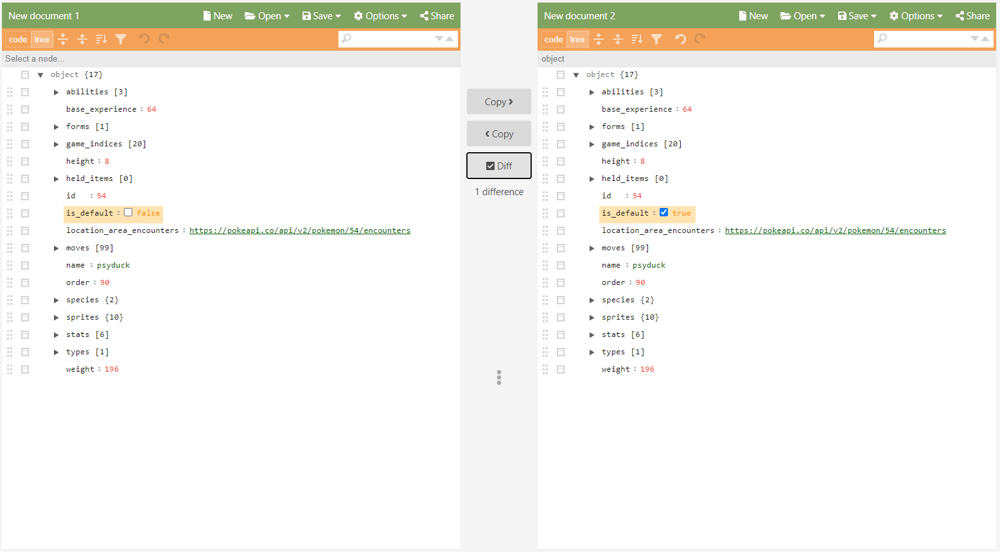 New document 1 New Open Save Options Share
code tree
Select a node...
object {17}
abilities [3]
base_experience : 64
forms [1]
game_indices [20]
height : 8
held_items [0]
id : 54
is_default : false
location_area_encounters : https://pokeapi.co/api/v2/pokemon/54/encounters
moves [99]
name : psyduck
order : 90
species {2}
sprites {10}
stats [6]
types [1]
weight : 196
Copy
Copy
Diff
1 difference
New document 2 New Open Save Options Share
code tree
object
object {17}
abilities [3]
base_experience : 64
forms [1]
game_indices [20]
height : 8
held_items [0]
id : 54
is_default : true
location_area_encounters : https://pokeapi.co/api/v2/pokemon/54/encounters
moves [99]
name : psyduck
order : 90
species {2}
sprites {10}
stats [6]
types [1]
weight : 196